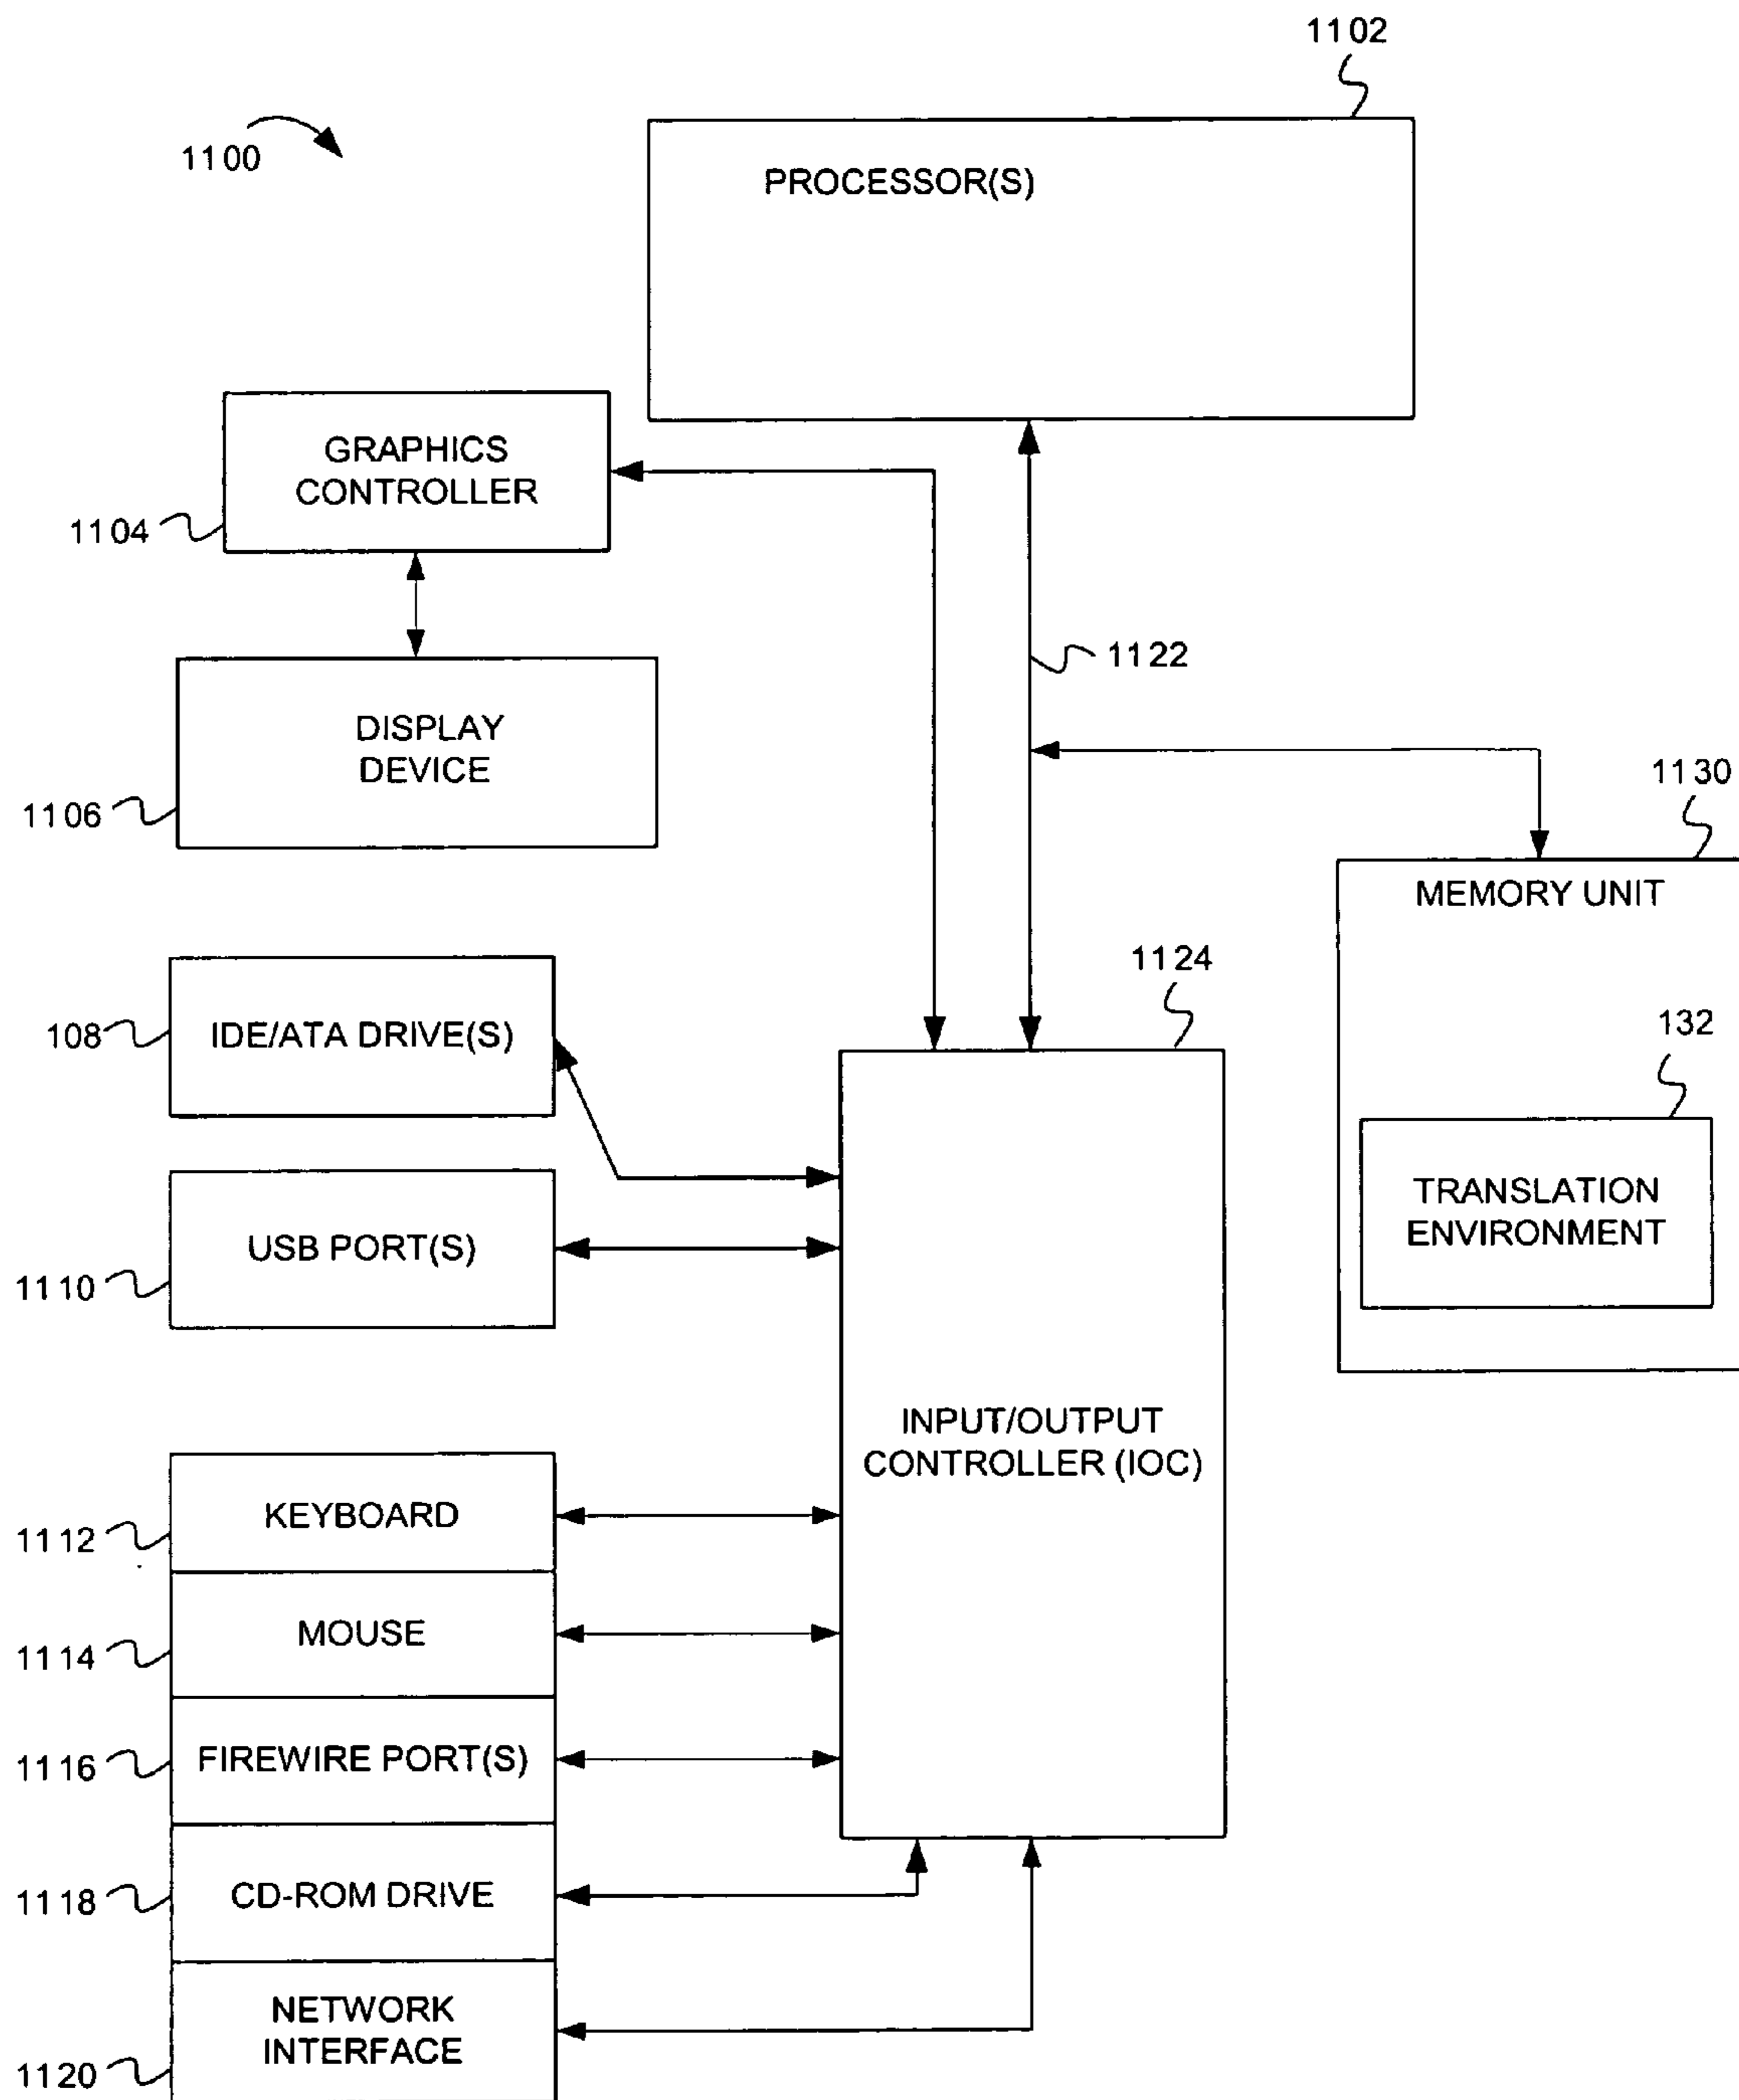 1102
1100
PROCESSOR(S)
GRAPHICS
CONTROLLER
1104
1122
DISPLAY
DEVICE
1106
1130
MEMORY UNIT
1124
108
IDE/ATA DRIVE(S)
132
TRANSLATION
ENVIRONMENT
USB PORT(S)
1110
INPUT/OUTPUT
CONTROLLER (IOC)
KEYBOARD
1112
MOUSE
1114
FIREWIRE PORT(S)
1116
CD-ROM DRIVE
1118
NETWORK
INTERFACE
1120